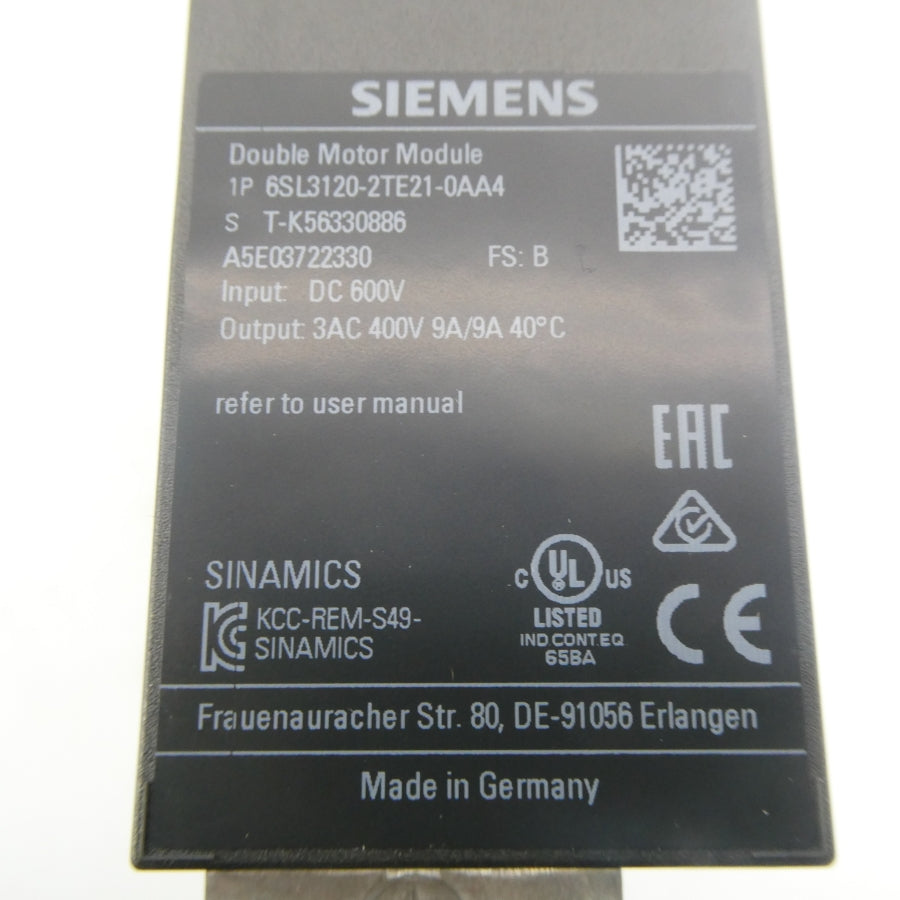 SIEMENS
Double Motor Module
1P 6SL3120-2TE21-0AA4
S T-K56330886
A5E03722330 FS: B
Input: DC 600V
Output: 3AC 400V 9A/9A 40°C
refer to user manual
EAC
SINAMICS
KCC-REM-S49-
SINAMICS
C UL US
LISTED
IND.CONT.EQ
65BA
CE
Frauenauracher Str. 80, DE-91056 Erlangen
Made in Germany